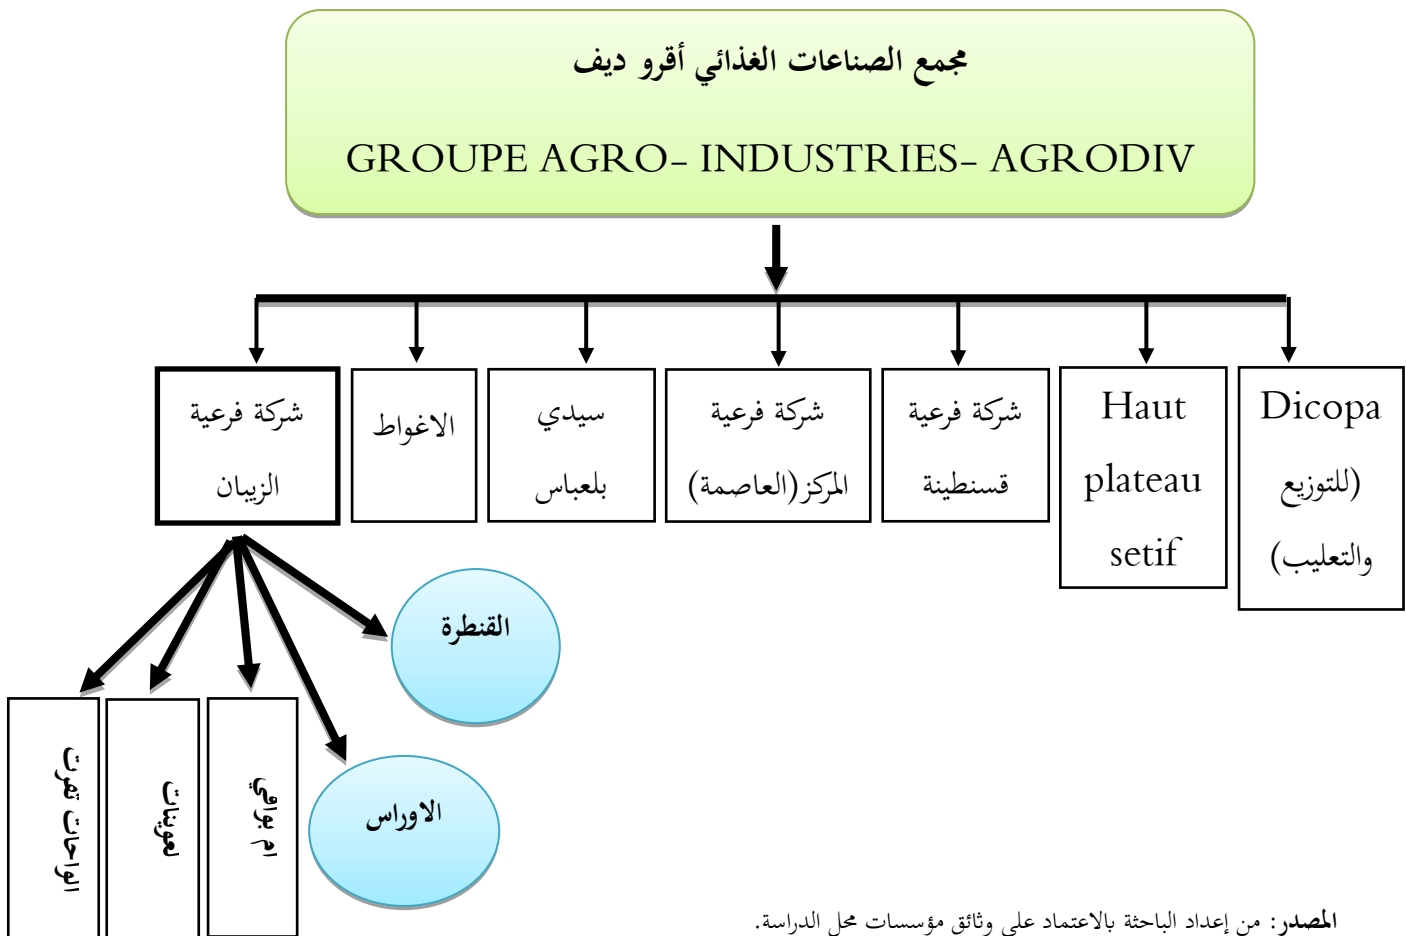 مجمع الصناعات الغذائي أقرو ديف
GROUPE AGRO- INDUSTRIES- AGRODIV
Dicopa
(للتوزيع
والتعليب)
Haut
plateau
setif
شركة فرعية
قسنطينة
شركة فرعية
المركز(العاصمة)
سيدي
بلعباس
الاغواط
شركة فرعية
الزيبان
القنطرة
الاوراس
ام بواقي
لعوينات
الواحات تقرت
المصدر: من إعداد الباحثة بالاعتماد على وثائق مؤسسات محل الدراسة.